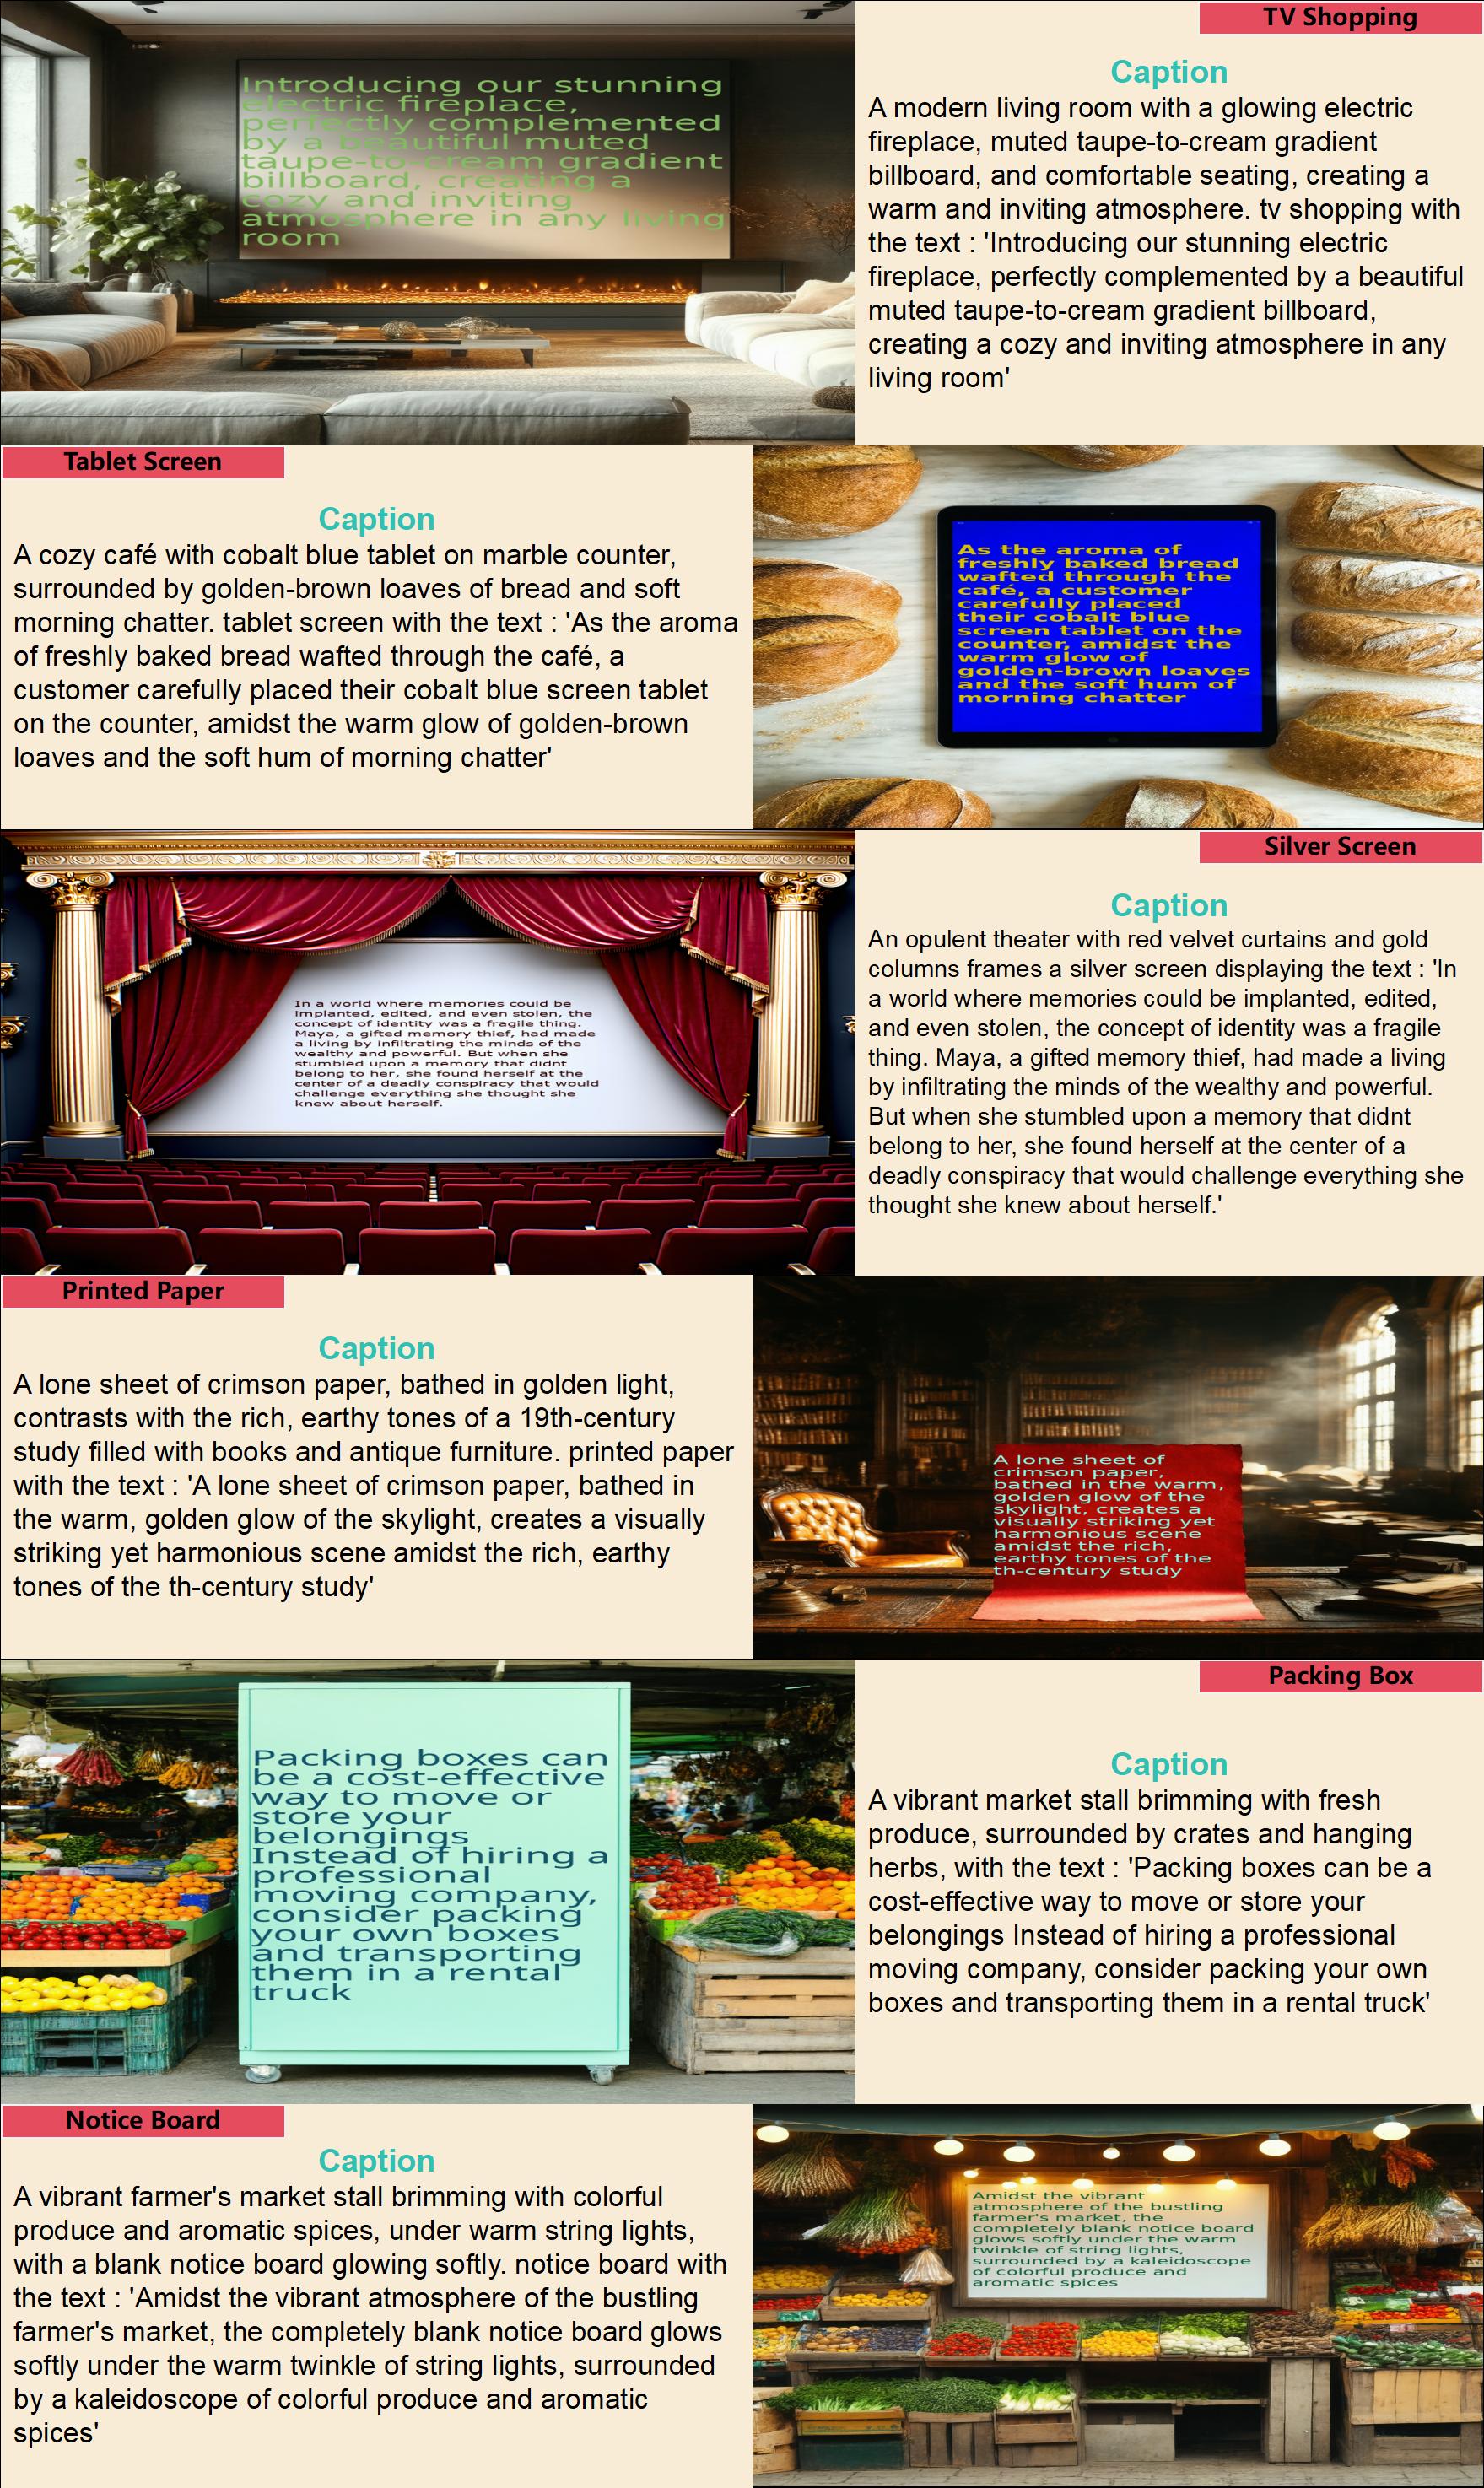 Introducing our stunning
electric fireplace,
perfectly complemented
by a beautiful muted
taupe-to-cream gradient
billboard, creating a
cozy and inviting
atmosphere in any living
room
TV Shopping
Caption
A modern living room with a glowing electric
fireplace, muted taupe-to-cream gradient
billboard, and comfortable seating, creating a
warm and inviting atmosphere. tv shopping with
the text : 'Introducing our stunning electric
fireplace, perfectly complemented by a beautiful
muted taupe-to-cream gradient billboard,
creating a cozy and inviting atmosphere in any
living room'
Tablet Screen
Caption
A cozy café with cobalt blue tablet on marble counter,
surrounded by golden-brown loaves of bread and soft
morning chatter. tablet screen with the text : 'As the aroma
of freshly baked bread wafted through the café, a
customer carefully placed their cobalt blue screen tablet
on the counter, amidst the warm glow of golden-brown
loaves and the soft hum of morning chatter'
As the aroma of
freshly baked bread
wafted through the
café, a customer
carefully placed
their cobalt blue
screen tablet on the
counter, amidst the
warm glow of
golden-brown loaves
and the soft hum of
morning chatter
In a world where memories could be
implanted, edited, and even stolen, the
concept of identity was a fragile thing.
Maya, a gifted memory thief, had made
a living by infiltrating the minds of the
wealthy and powerful. But when she
stumbled upon a memory that didnt
belong to her, she found herself at the
center of a deadly conspiracy that would
challenge everything she thought she
knew about herself.
Silver Screen
Caption
An opulent theater with red velvet curtains and gold
columns frames a silver screen displaying the text : 'In
a world where memories could be implanted, edited,
and even stolen, the concept of identity was a fragile
thing. Maya, a gifted memory thief, had made a living
by infiltrating the minds of the wealthy and powerful.
But when she stumbled upon a memory that didnt
belong to her, she found herself at the center of a
deadly conspiracy that would challenge everything she
thought she knew about herself.'
Printed Paper
Caption
A lone sheet of crimson paper, bathed in golden light,
contrasts with the rich, earthy tones of a 19th-century
study filled with books and antique furniture. printed paper
with the text : 'A lone sheet of crimson paper, bathed in
the warm, golden glow of the skylight, creates a visually
striking yet harmonious scene amidst the rich, earthy
tones of the th-century study'
A lone sheet of
crimson paper,
bathed in the warm,
golden glow of the
skylight, creates a
visually striking yet
harmonious scene
amidst the rich,
earthy tones of the
th-century study
Packing boxes can
be a cost-effective
way to move or
store your
belongings
Instead of hiring a
professional
moving company,
consider packing
your own boxes
and transporting
them in a rental
truck
Packing Box
Caption
A vibrant market stall brimming with fresh
produce, surrounded by crates and hanging
herbs, with the text : 'Packing boxes can be a
cost-effective way to move or store your
belongings Instead of hiring a professional
moving company, consider packing your own
boxes and transporting them in a rental truck'
Notice Board
Caption
A vibrant farmer's market stall brimming with colorful
produce and aromatic spices, under warm string lights,
with a blank notice board glowing softly. notice board with
the text : 'Amidst the vibrant atmosphere of the bustling
farmer's market, the completely blank notice board glows
softly under the warm twinkle of string lights, surrounded
by a kaleidoscope of colorful produce and aromatic
spices'
Amidst the vibrant
atmosphere of the bustling
farmer's market, the
completely blank notice board
glows softly under the warm
twinkle of string lights,
surrounded by a kaleidoscope
of colorful produce and
aromatic spices